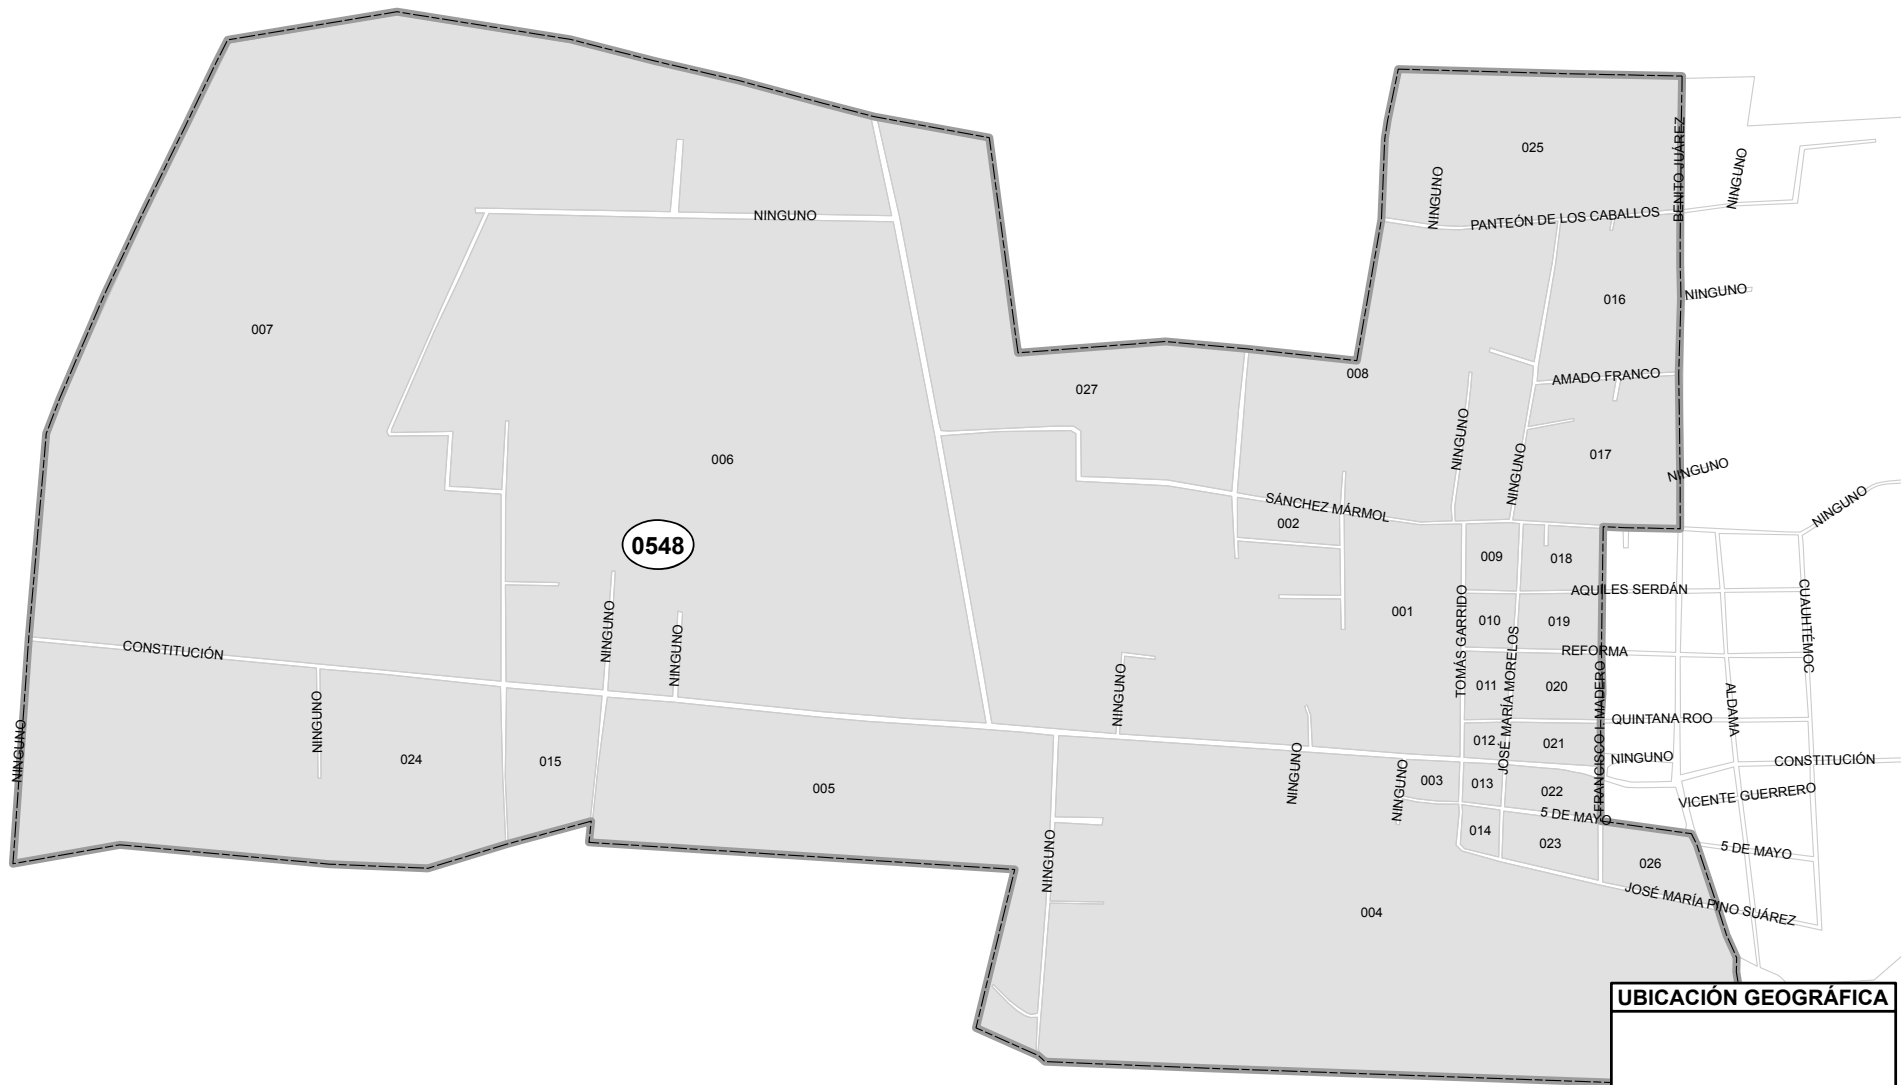 025
BENITO JUÁREZ
NINGUNO
NINGUNO
PANTEÓN DE LOS CABALLOS
NINGUNO
007
016
NINGUNO
027
008
AMADO FRANCO
006
NINGUNO
NINGUNO
017
NINGUNO
NINGUNO
SÁNCHEZ MÁRMOL
002
0548
009
018
AQUILES SERDÁN
CUAUHTÉMOC
001
TOMÁS GARRIDO
010
019
JOSÉ MARÍA MORELOS
REFORMA
CONSTITUCIÓN
NINGUNO
NINGUNO
NINGUNO
011
020
FRANCISCO I. MADERO
ALDAMA
NINGUNO
NINGUNO
024
015
005
NINGUNO
012
021
QUINTANA ROO
NINGUNO
CONSTITUCIÓN
NINGUNO
003
013
022
VICENTE GUERRERO
5 DE MAYO
014
023
026
5 DE MAYO
NINGUNO
JOSÉ MARÍA PINO SUÁREZ
004
UBICACIÓN GEOGRÁFICA